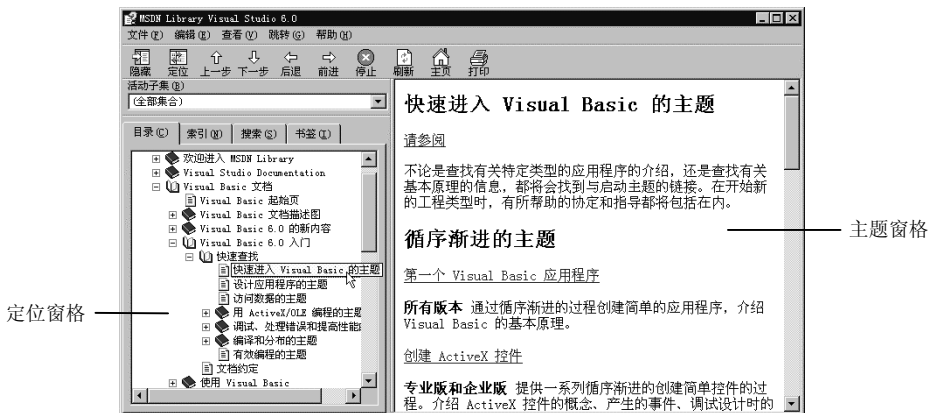 MSDN Library Visual Studio 6.0
文件(F) 编辑(E) 查看(V) 跳转(G) 帮助(H)
隐藏 定位 上一步 下一步 后退 前进 停止 刷新 主页 打印
活动子集(B)
(全部集合)
目录(C) 索引(N) 搜索(S) 书签(I)
欢迎进入 MSDN Library
Visual Studio Documentation
Visual Basic 文档
Visual Basic 起始页
Visual Basic 文档描述图
Visual Basic 6.0 的新内容
Visual Basic 6.0 入门
快速查找
快速进入 Visual Basic 的主题
设计应用程序的主题
访问数据的主题
用 ActiveX/OLE 编程的主题
调试、处理错误和提高性能
编译和分布的主题
有效编程的主题
文档约定
使用 Visual Basic
快速进入 Visual Basic 的主题
请参阅
不论是查找有关特定类型的应用程序的介绍，还是查找有关
基本原理的信息，都将会找到与启动主题的链接。在开始新
的工程类型时，有所帮助的协定和指导都将包括在内。
循序渐进的主题
第一个 Visual Basic 应用程序
所有版本 通过循序渐进的过程创建简单的应用程序，介绍
Visual Basic 的基本原理。
创建 ActiveX 控件
专业版和企业版 提供一系列循序渐进的创建简单控件的过
程。介绍 ActiveX 控件的概念、产生的事件、调试设计时的
定位窗格
主题窗格